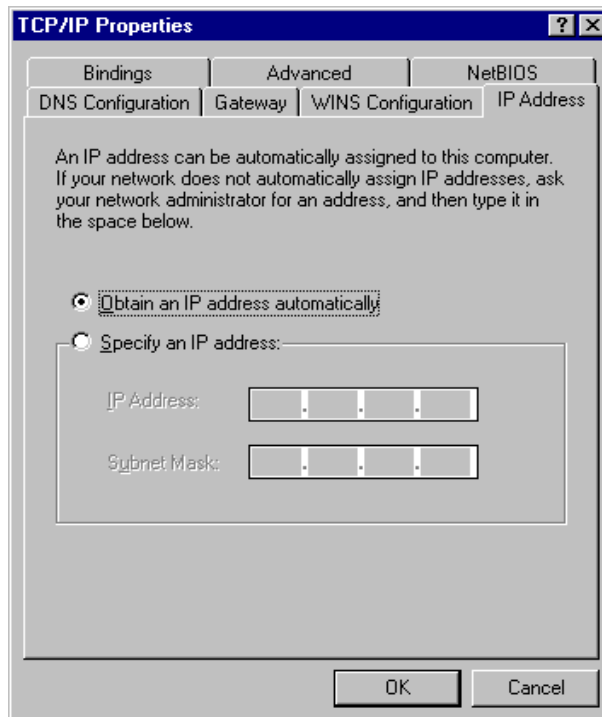 TCP/IP Properties
Bindings Advanced NetBIOS
DNS Configuration Gateway WINS Configuration IP Address
An IP address can be automatically assigned to this computer.
If your network does not automatically assign IP addresses, ask
your network administrator for an address, and then type it in
the space below.
Obtain an IP address automatically
Specify an IP address:
IP Address:
. . .
Subnet Mask:
. . .
OK Cancel